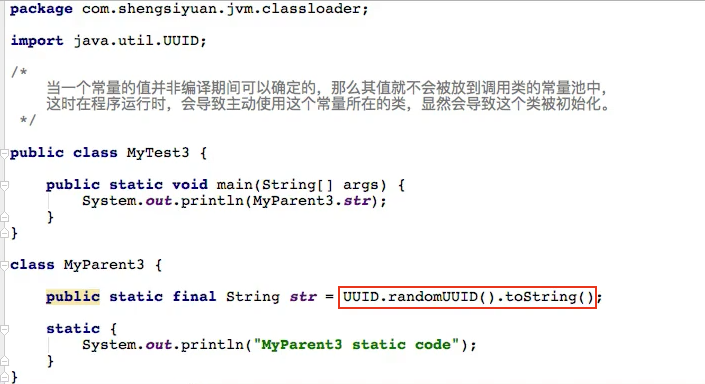 package com.shengsiyuan.jvm.classloader;
import java.util.UUID;
/*
当一个常量的值并非编译期间可以确定的，那么其值就不会被放到调用类的常量池中，
这时在程序运行时，会导致主动使用这个常量所在的类，显然会导致这个类被初始化。
*/
public class MyTest3 {
public static void main(String[] args) {
System.out.println(MyParent3.str);
}
}
class MyParent3 {
public static final String str = UUID.randomUUID().toString();
static {
System.out.println("MyParent3 static code");
}
}